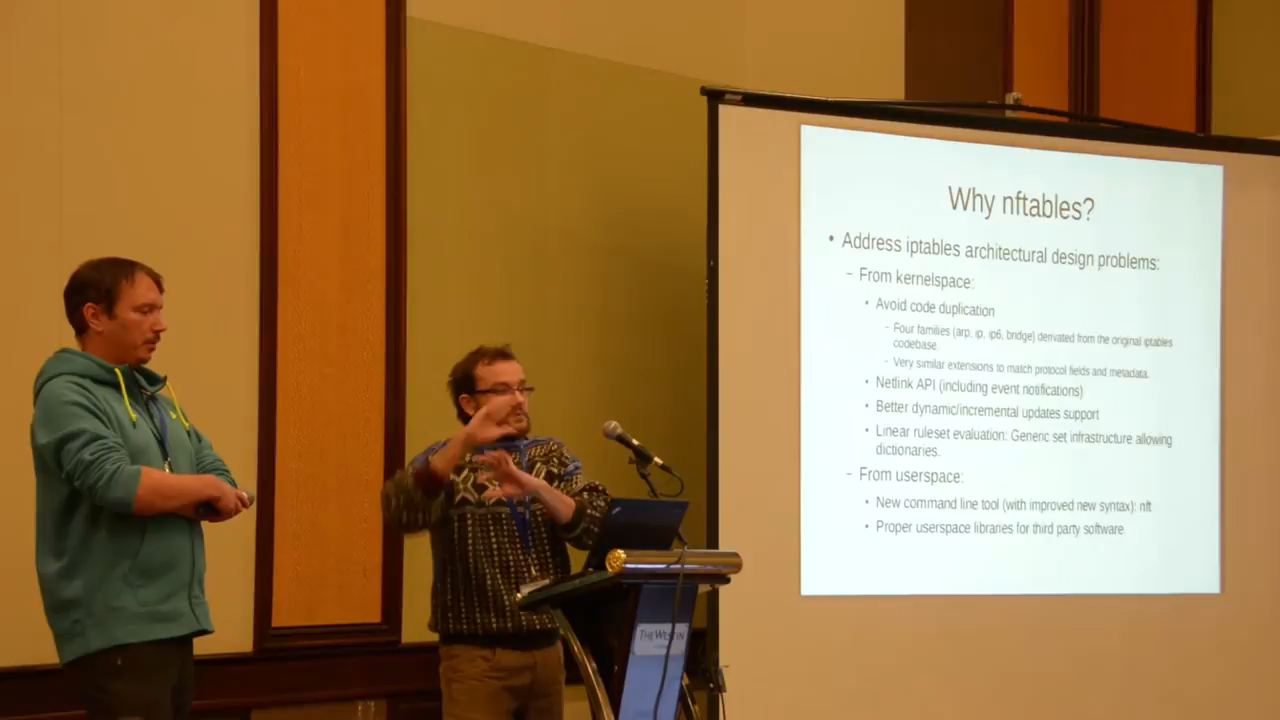 Why nftables?
• Address iptables architectural design problems:
– From kernelspace:
• Avoid code duplication
– Four families (arp, ip, ip6, bridge) derived from the original iptables
codebase.
– Very similar extensions to match protocol fields and metadata.
• Netlink API (including event notifications)
• Better dynamic/incremental updates support
• Linear ruleset evaluation: Generic set infrastructure allowing
dictionaries.
– From userspace:
• New command line tool (with improved new syntax): nft
• Proper userspace libraries for third party software
THE WESTIN